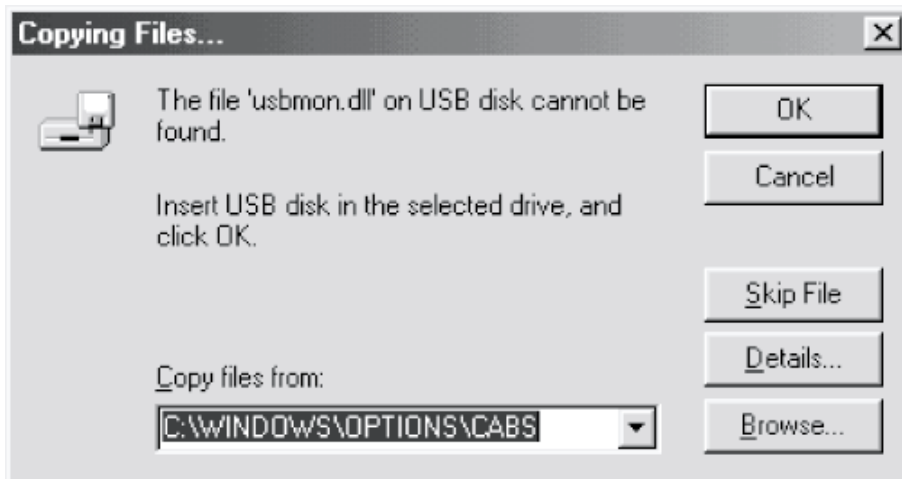 Copying Files...
The file 'usbmon.dll' on USB disk cannot be
found.
Insert USB disk in the selected drive, and
click OK.
Copy files from:
C:\WINDOWS\OPTIONS\CABS
OK
Cancel
Skip File
Details...
Browse...